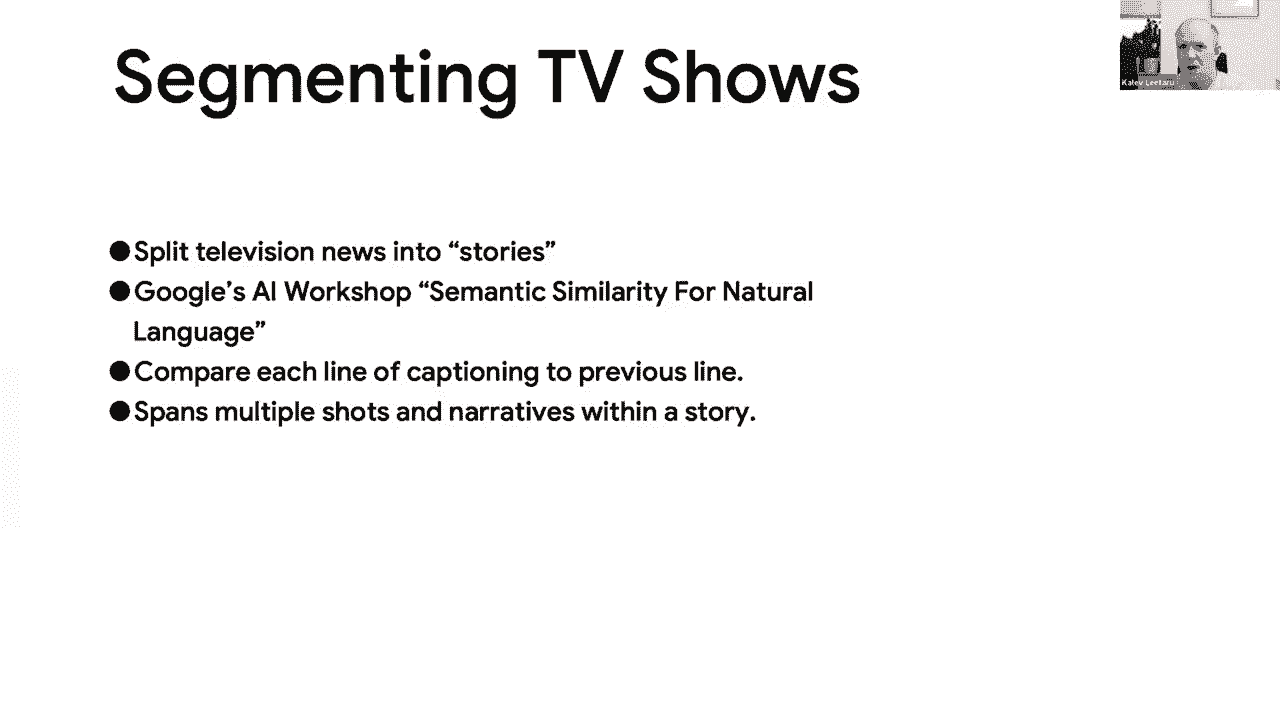 Segmenting TV Shows
Kalev Leetaru
●Split television news into “stories”
●Google’s AI Workshop “Semantic Similarity For Natural
Language”
●Compare each line of captioning to previous line.
●Spans multiple shots and narratives within a story.